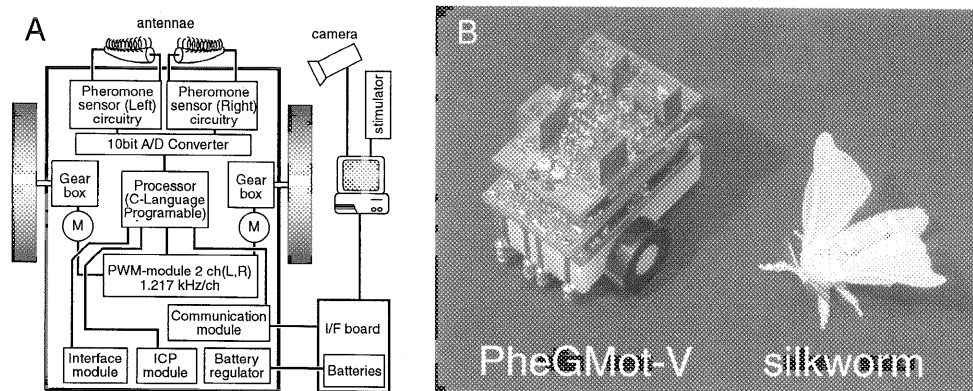 A
antennae
camera
Pheromone
sensor (Left)
circuitry
Pheromone
sensor (Right)
circuitry
stimulator
10bit A/D Converter
Gear
box
Processor
(C-Language
Programable)
Gear
box
M
M
PWM-module 2 ch(L,R)
1.217 kHz/ch
Communication
module
I/F board
Interface
module
ICP
module
Battery
regulator
Batteries
B
PheGMot-V
silkworm